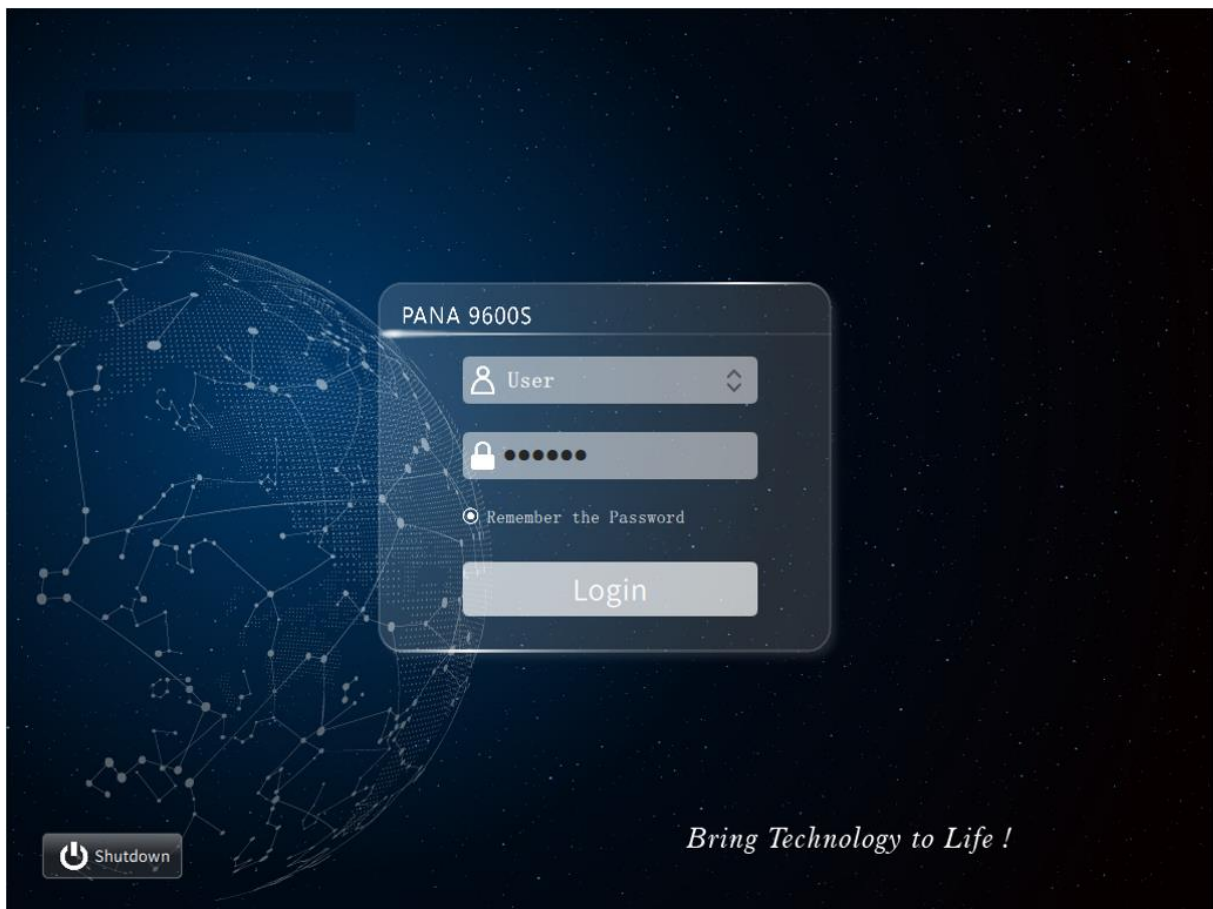 PANA 9600S
User
●●●●●●
Remember the Password
Login
Bring Technology to Life !
Shutdown